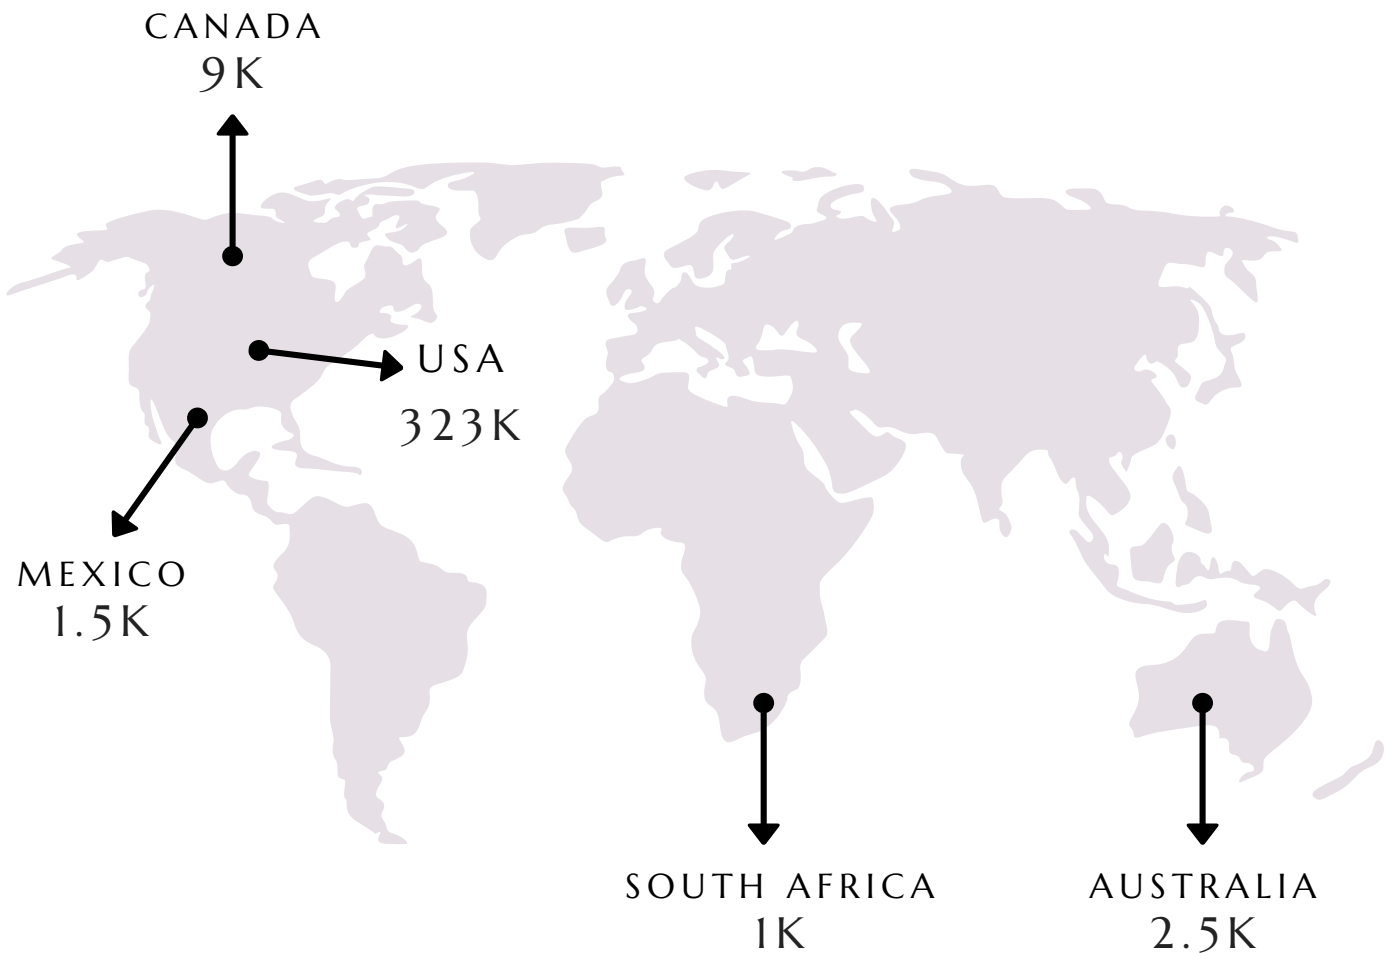 CANADA
9K
USA
323K
MEXICO
1.5K
SOUTH AFRICA
1K
AUSTRALIA
2.5K